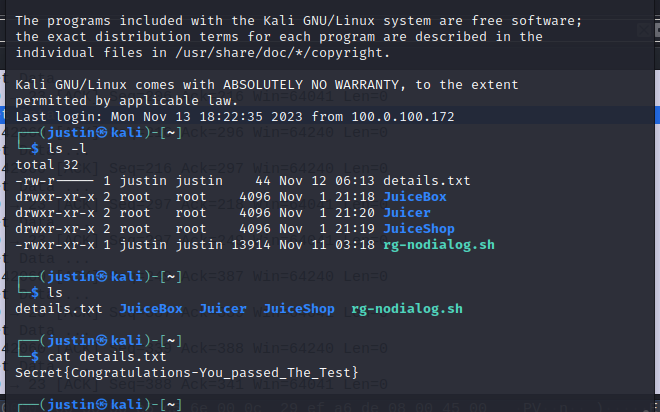 The programs included with the Kali GNU/Linux system are free software;
the exact distribution terms for each program are described in the
individual files in /usr/share/doc/*/copyright.
Kali GNU/Linux comes with ABSOLUTELY NO WARRANTY, to the extent
permitted by applicable law.
Last login: Mon Nov 13 18:22:35 2023 from 100.0.100.172
┌──(justin㉿kali)-[~]
└─$ ls -l
total 32
-rw-r----- 1 justin justin    44 Nov 12 06:13 details.txt
drwxr-xr-x 2 root   root    4096 Nov  1 21:18 JuiceBox
drwxr-xr-x 2 root   root    4096 Nov  1 21:20 Juicer
drwxr-xr-x 2 root   root    4096 Nov  1 21:19 JuiceShop
-rwxr-xr-x 1 justin justin 13914 Nov 11 03:18 rg-nodialog.sh
┌──(justin㉿kali)-[~]
└─$ ls
details.txt  JuiceBox  Juicer  JuiceShop  rg-nodialog.sh
┌──(justin㉿kali)-[~]
└─$ cat details.txt
Secret{Congratulations-You_passed_The_Test}
┌──(justin㉿kali)-[~]